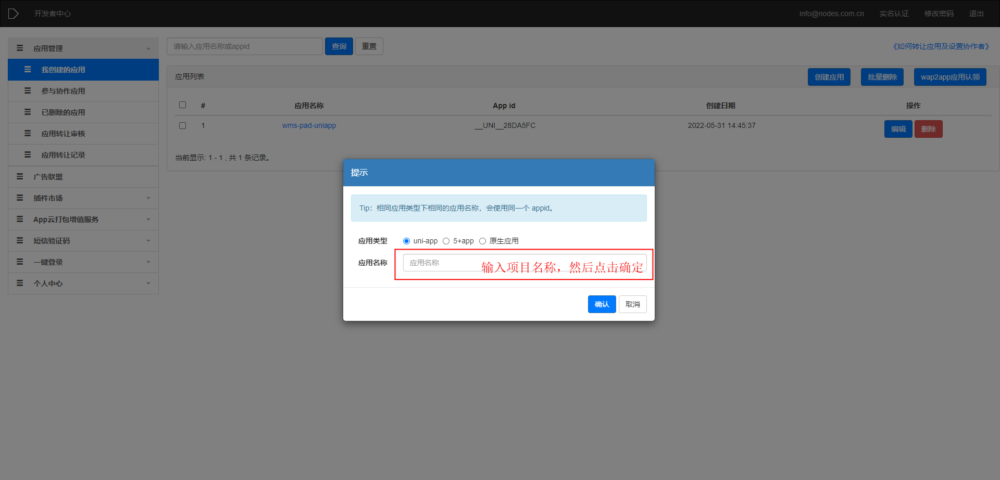 开发者中心
info@nodes.com.cn 实名认证 修改密码 退出
应用管理
我创建的应用
参与协作应用
已删除的应用
应用转让审核
应用转让记录
广告联盟
插件市场
App云打包增值服务
短信验证码
一键登录
个人中心
请输入应用名称或appid 查询 重置 《如何转让应用及设置协作者》
应用列表 创建应用 批量删除 wap2app应用认领
# 应用名称 App id 创建日期 操作
1 wms-pad-uniapp __UNI__28DA5FC 2022-05-31 14:45:37 编辑 删除
当前显示: 1 - 1 , 共 1 条记录。
提示
Tip：相同应用类型下相同的应用名称，会使用同一个 appid。
应用类型 uni-app 5+app 原生应用
应用名称 应用名称 输入项目名称，然后点击确定
确认 取消